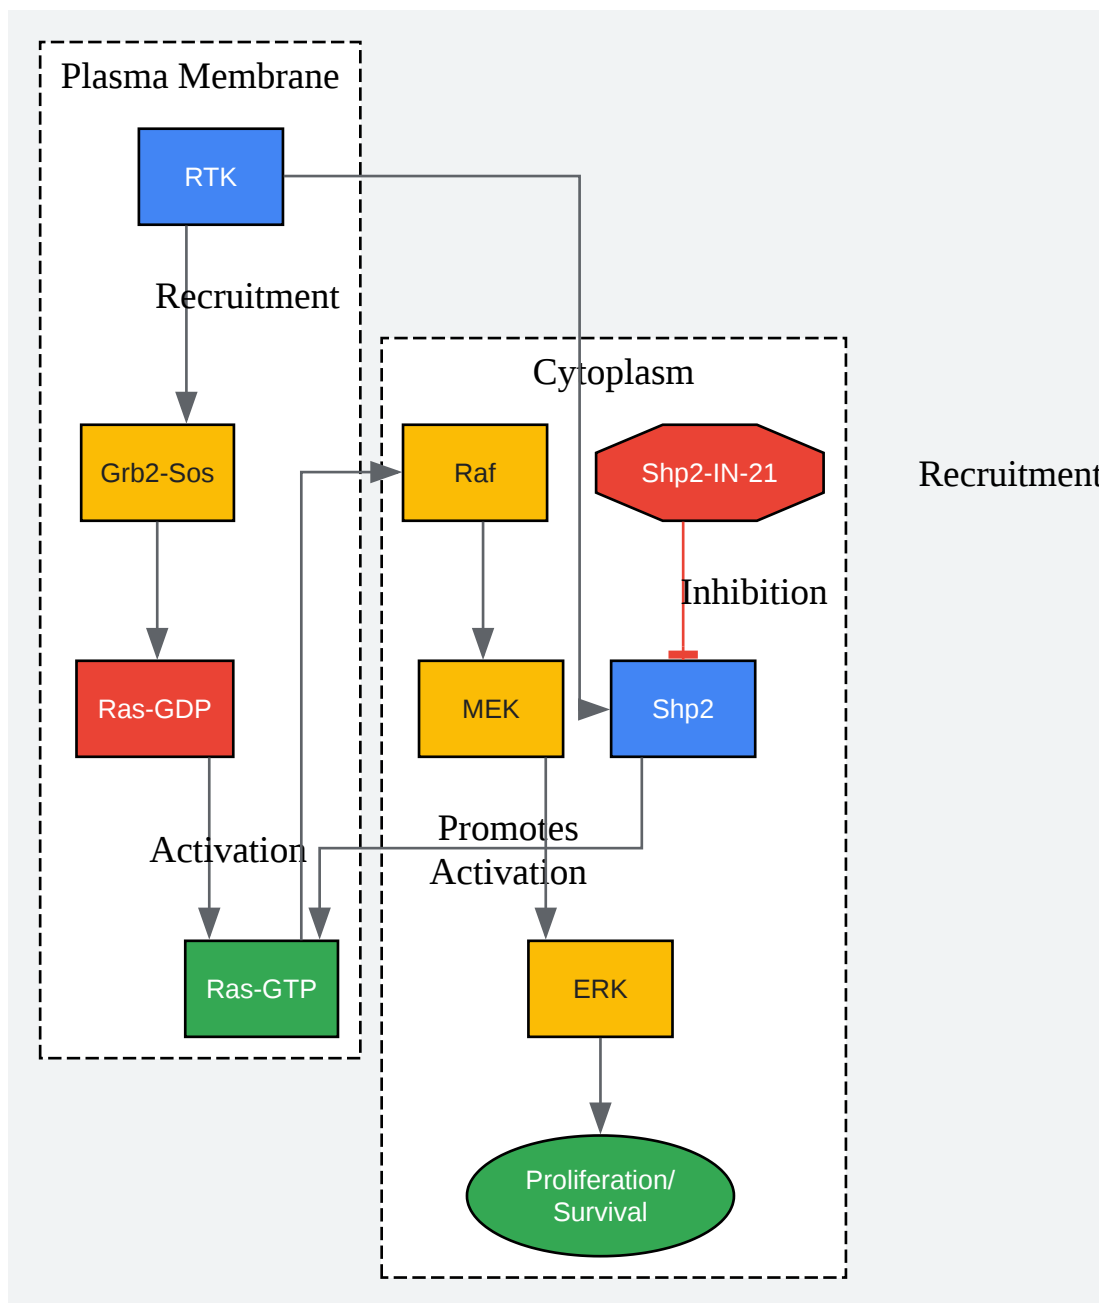 Plasma Membrane
RTK
Recruitment
Cytoplasm
Grb2-Sos
Raf
Shp2-IN-21
Recruitment
Inhibition
Ras-GDP
MEK
Shp2
Activation
Promotes
Activation
Ras-GTP
ERK
Proliferation/
Survival